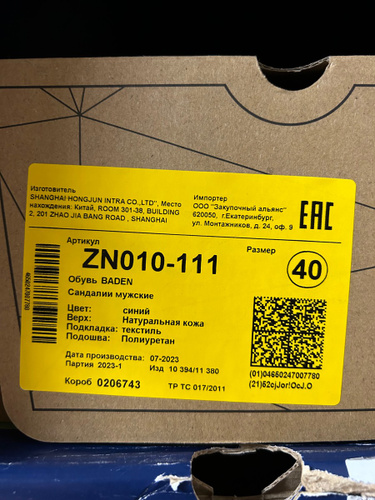 Изготовитель
SHANGHAI HONGJUN INTRA CO.,LTD", Место
нахождения: Китай, ROOM 301-38, BUILDING
2, 201 ZHAO JIA BANG ROAD , SHANGHAI
Импортер
ООО "Закупочный альянс"
620050, г.Екатеринбург,
ул. Монтажников, д. 24, оф. 9
EAC
Артикул
ZN010-111
Размер
40
Обувь BADEN
Сандалии мужские
Цвет: синий
Верх: Натуральная кожа
Подкладка: текстиль
Подошва: Полиуретан
Дата производства: 07-2023
Партия 2023-1 Изд 10 394/11 380
Короб 0206743 ТР ТС 017/2011
(01)04650247007780
(21)52cjJor!OcJ.O
4650247007780